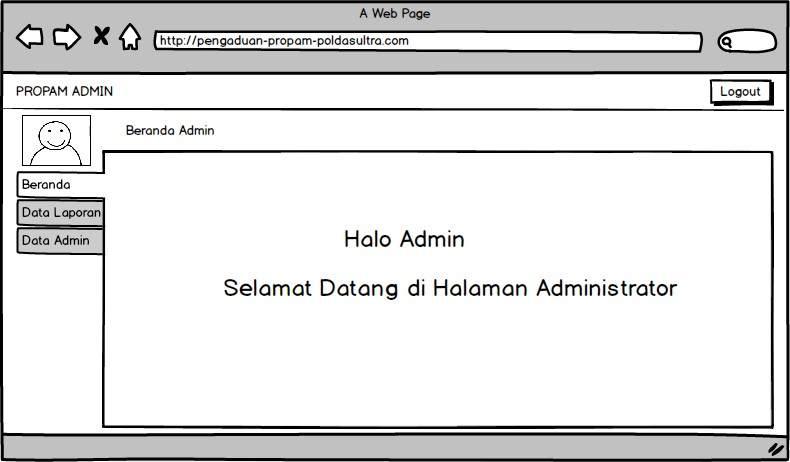 A Web Page
http://pengaduan-propam-poldasultra.com
PROPAM ADMIN
Logout
Beranda Admin
Beranda
Data Laporan
Data Admin
Halo Admin
Selamat Datang di Halaman Administrator